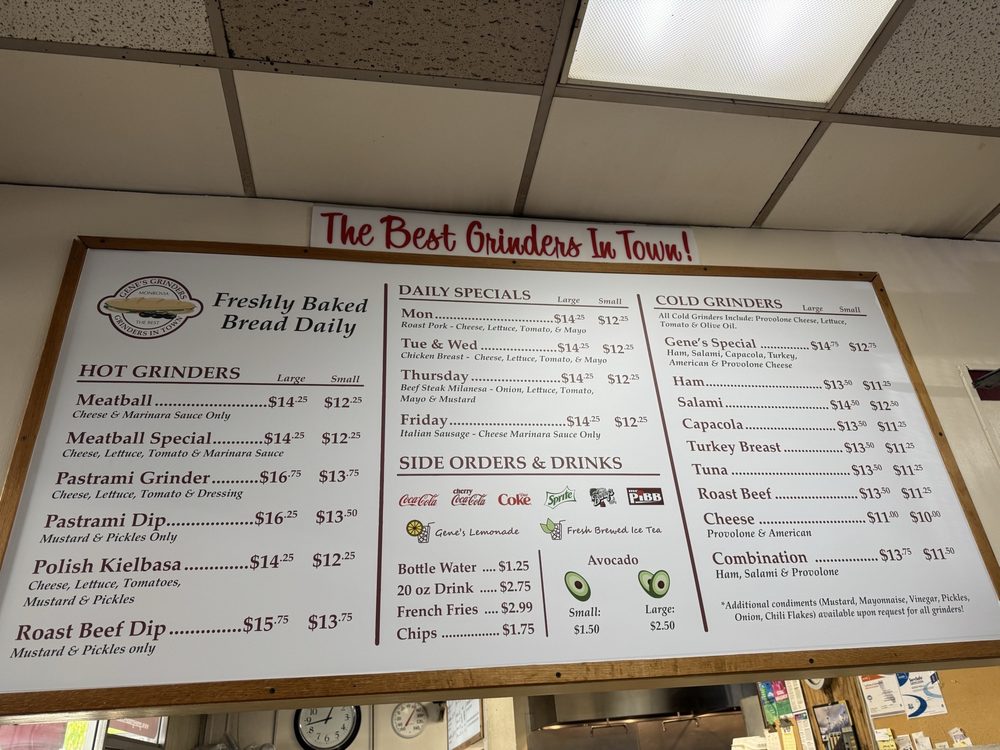 The Best Grinders In Town!
GENE'S GRINDERS
MONROVIA
THE BEST
GRINDERS IN TOWN
Freshly Baked
Bread Daily
HOT GRINDERS Large Small
Meatball $14.25 $12.25
Cheese & Marinara Sauce Only
Meatball Special $14.25 $12.25
Cheese, Lettuce, Tomato & Marinara Sauce
Pastrami Grinder $16.75 $13.75
Cheese, Lettuce, Tomato & Dressing
Pastrami Dip $16.25 $13.50
Mustard & Pickles Only
Polish Kielbasa $14.25 $12.25
Cheese, Lettuce, Tomatoes,
Mustard & Pickles
Roast Beef Dip $15.75 $13.75
Mustard & Pickles only
DAILY SPECIALS Large Small
Mon $14.25 $12.25
Roast Pork - Cheese, Lettuce, Tomato, & Mayo
Tue & Wed $14.25 $12.25
Chicken Breast - Cheese, Lettuce, Tomato, & Mayo
Thursday $14.25 $12.25
Beef Steak Milanesa - Onion, Lettuce, Tomato,
Mayo & Mustard
Friday $14.25 $12.25
Italian Sausage - Cheese Marinara Sauce Only
SIDE ORDERS & DRINKS
Coca-Cola cherry Coca-Cola Diet Coke Sprite PiBB
Gene's Lemonade Fresh Brewed Ice Tea
Bottle Water .... $1.25
20 oz Drink ..... $2.75
French Fries .... $2.99
Chips ................ $1.75
Avocado
Small: Large:
$1.50 $2.50
COLD GRINDERS Large Small
All Cold Grinders Include: Provolone Cheese, Lettuce,
Tomato & Olive Oil.
Gene's Special $14.75 $12.75
Ham, Salami, Capacola, Turkey,
American & Provolone Cheese
Ham $13.50 $11.25
Salami $14.50 $12.50
Capacola $13.50 $11.25
Turkey Breast $13.50 $11.25
Tuna $13.50 $11.25
Roast Beef $13.50 $11.25
Cheese $11.00 $10.00
Provolone & American
Combination $13.75 $11.50
Ham, Salami & Provolone
*Additional condiments (Mustard, Mayonnaise, Vinegar, Pickles,
Onion, Chili Flakes) available upon request for all grinders!